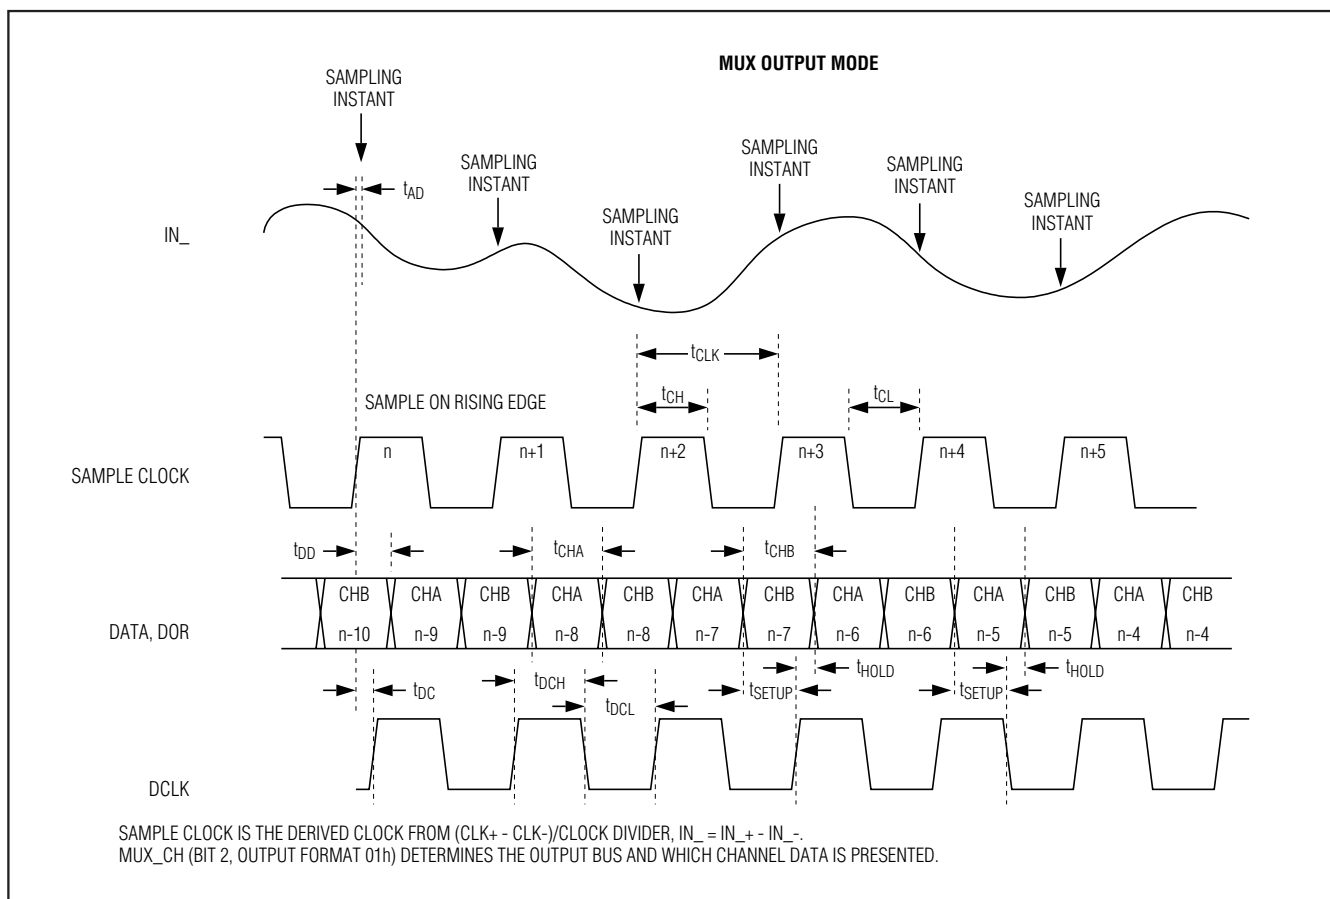 MUX OUTPUT MODE
SAMPLING
INSTANT
SAMPLING
INSTANT
SAMPLING
INSTANT
SAMPLING
INSTANT
SAMPLING
INSTANT
SAMPLING
INSTANT
tAD
IN_
tCLK
tCH
tCL
SAMPLE ON RISING EDGE
SAMPLE CLOCK
n n+1 n+2 n+3 n+4 n+5
tDD tCHA tCHB
DATA, DOR
CHB CHA CHB CHA CHB CHA CHB CHA CHB CHA CHB CHA CHB
n-10 n-9 n-9 n-8 n-8 n-7 n-7 n-6 n-6 n-5 n-5 n-4 n-4
tHOLD tHOLD
tDC tDCH tDCL tSETUP tSETUP
DCLK
SAMPLE CLOCK IS THE DERIVED CLOCK FROM (CLK+ - CLK-)/CLOCK DIVIDER, IN_ = IN_+ - IN_-.
MUX_CH (BIT 2, OUTPUT FORMAT 01h) DETERMINES THE OUTPUT BUS AND WHICH CHANNEL DATA IS PRESENTED.